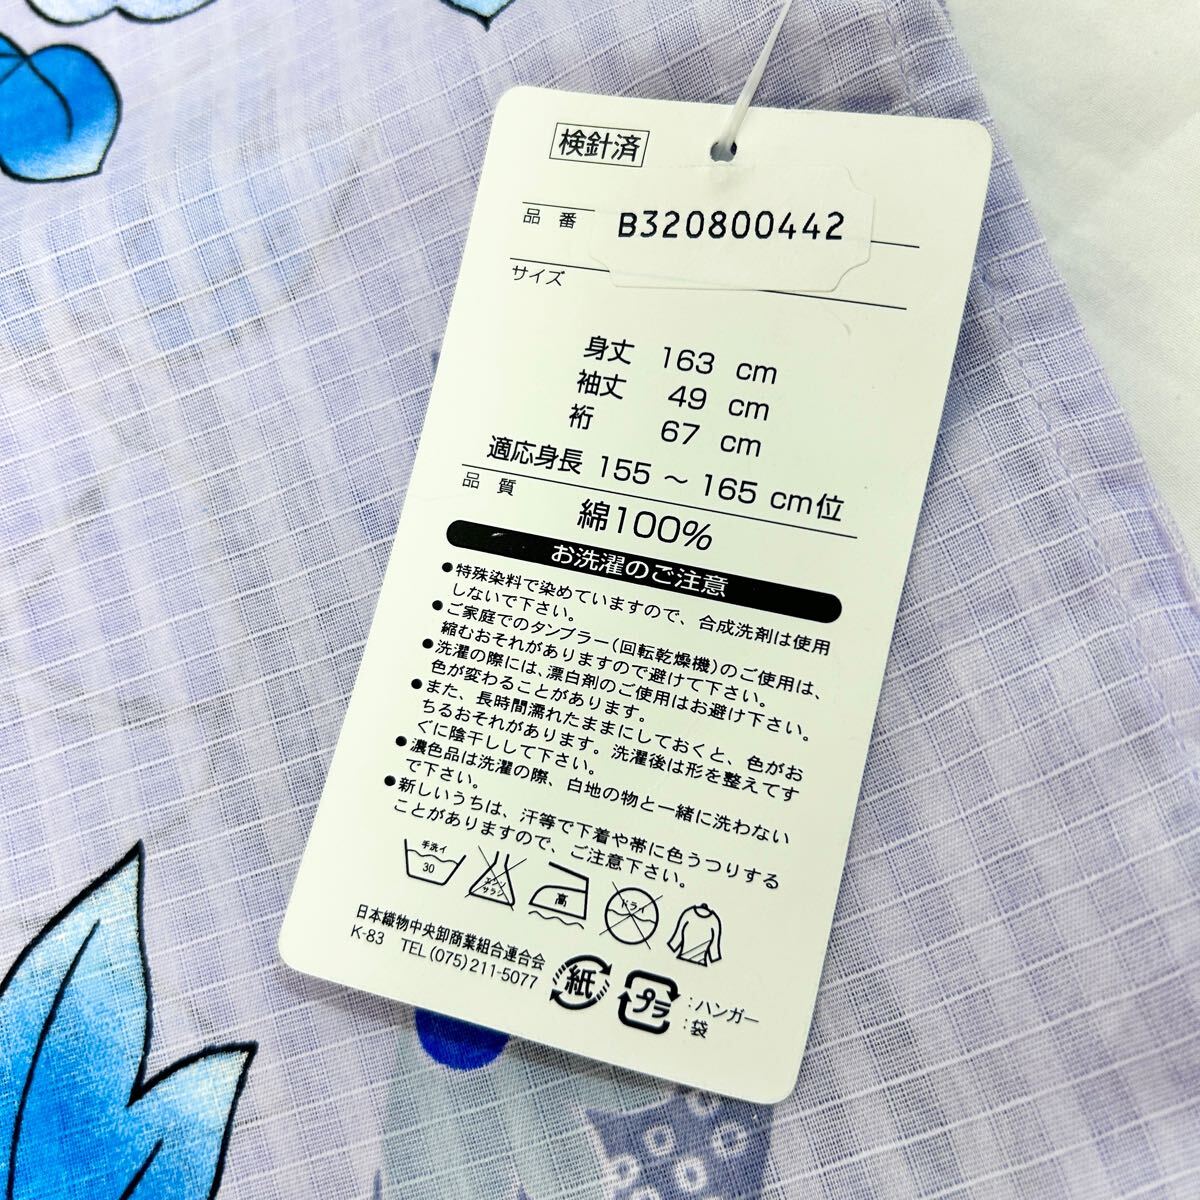 検針済
品番 B320800442
サイズ
身丈 163 cm
袖丈 49 cm
裄 67 cm
適応身長 155 〜 165 cm位
品質
綿100%
お洗濯のご注意
●特殊染料で染めていますので、合成洗剤は使用
しないで下さい。
●ご家庭でのタンブラー(回転乾燥機)のご使用は、
縮むおそれがありますので避けて下さい。
●洗濯の際には、漂白剤のご使用はお避け下さい。
色が変わることがあります。
●また、長時間濡れたままにしておくと、色がお
ちるおそれがあります。洗濯後は形を整えてす
ぐに陰干しして下さい。
●濃色品は洗濯の際、白地の物と一緒に洗わない
で下さい。
●新しいうちは、汗等で下着や帯に色うつりする
ことがありますので、ご注意下さい。
手洗イ 30 エンソ サラシ 高 ドライ
日本織物中央卸商業組合連合会
K-83 TEL(075)211-5077
紙 プラ :ハンガー
:袋